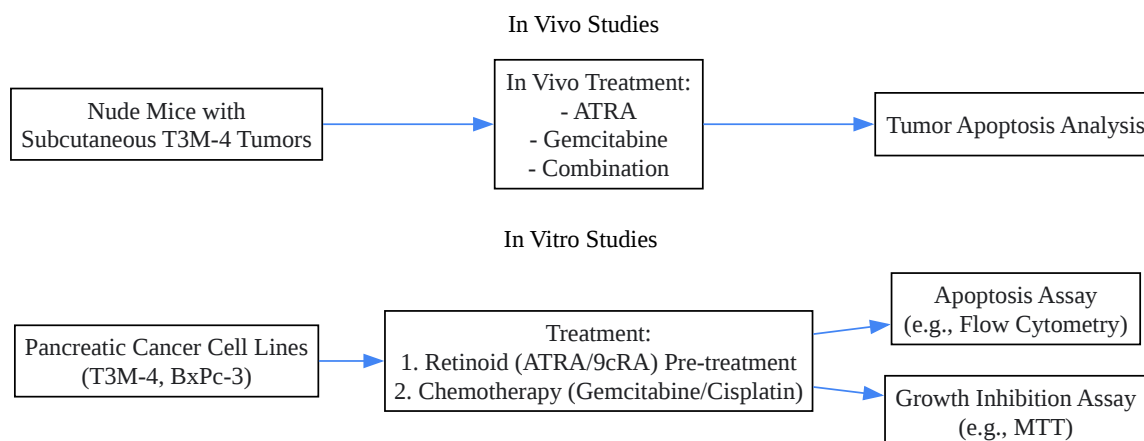 In Vivo Studies
Nude Mice with
Subcutaneous T3M-4 Tumors
In Vivo Treatment:
- ATRA
- Gemcitabine
- Combination
Tumor Apoptosis Analysis
In Vitro Studies
Pancreatic Cancer Cell Lines
(T3M-4, BxPc-3)
Treatment:
1. Retinoid (ATRA/9cRA) Pre-treatment
2. Chemotherapy (Gemcitabine/Cisplatin)
Apoptosis Assay
(e.g., Flow Cytometry)
Growth Inhibition Assay
(e.g., MTT)